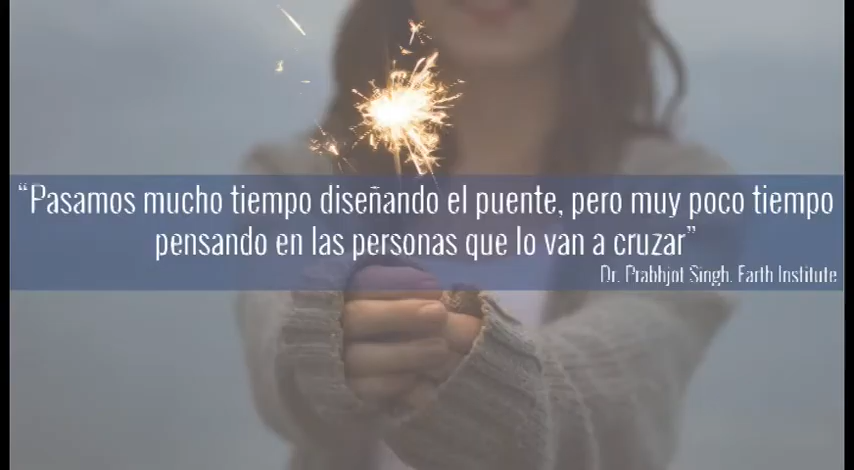 “Pasamos mucho tiempo diseñando el puente, pero muy poco tiempo
pensando en las personas que lo van a cruzar”
Dr. Prabhjot Singh. Earth Institute